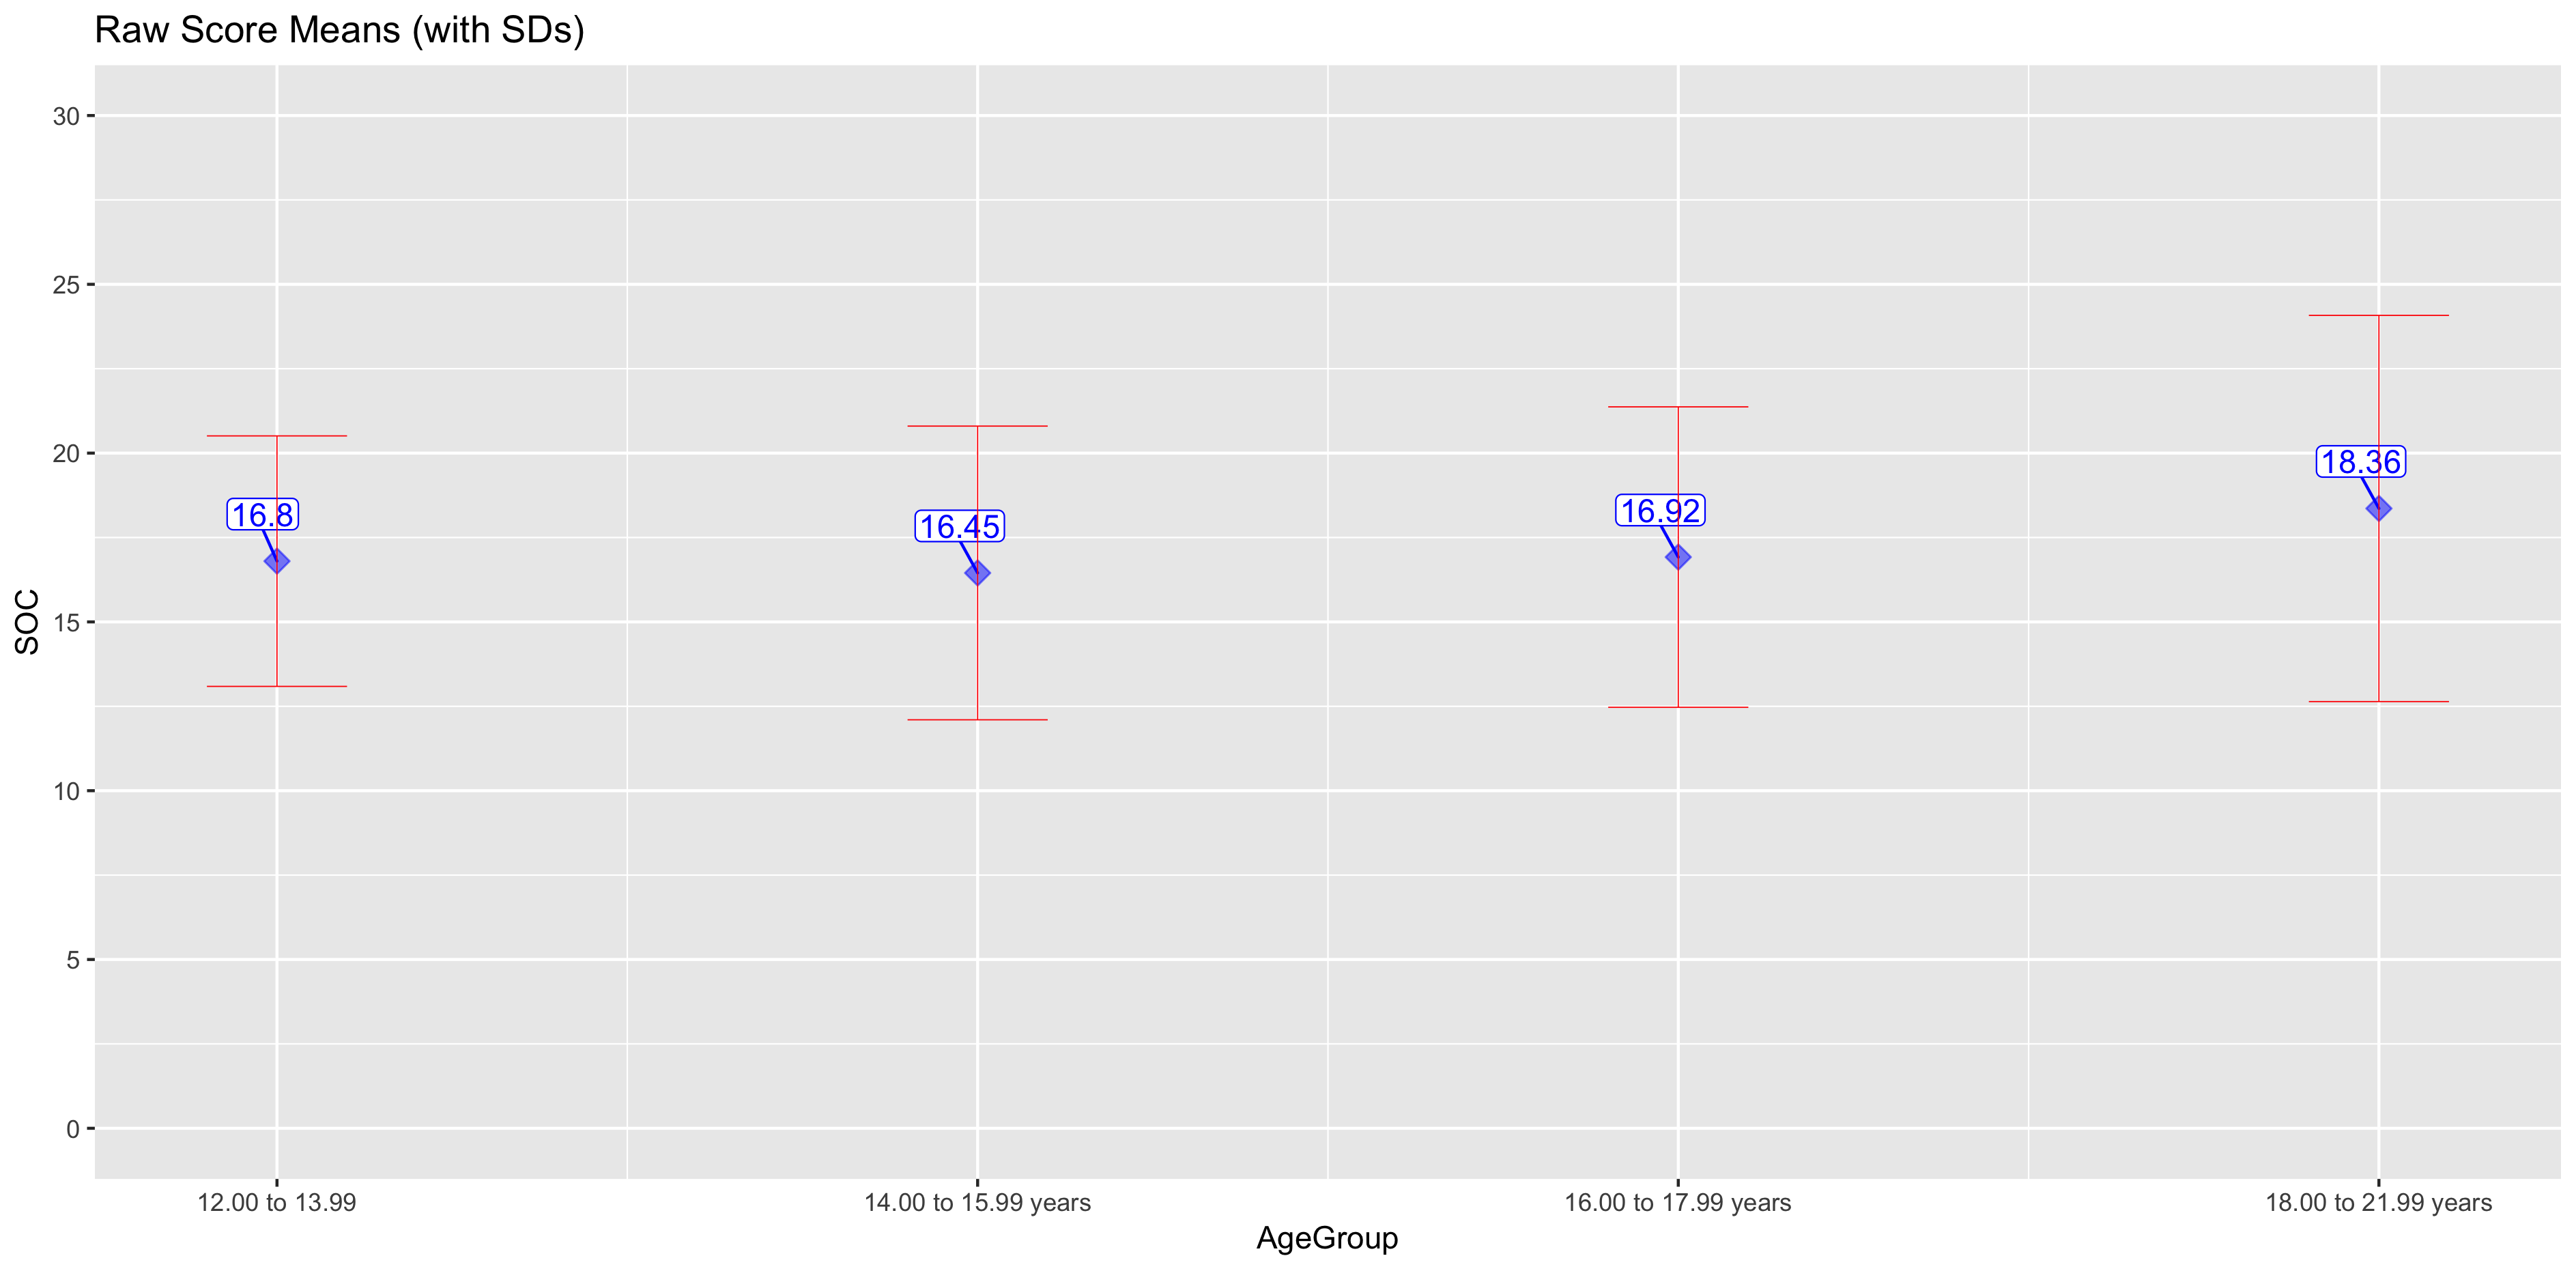 Raw Score Means (with SDs)
30
25
20
15
10
5
0
SOC
16.8
16.45
16.92
18.36
12.00 to 13.99
14.00 to 15.99 years
16.00 to 17.99 years
18.00 to 21.99 years
AgeGroup